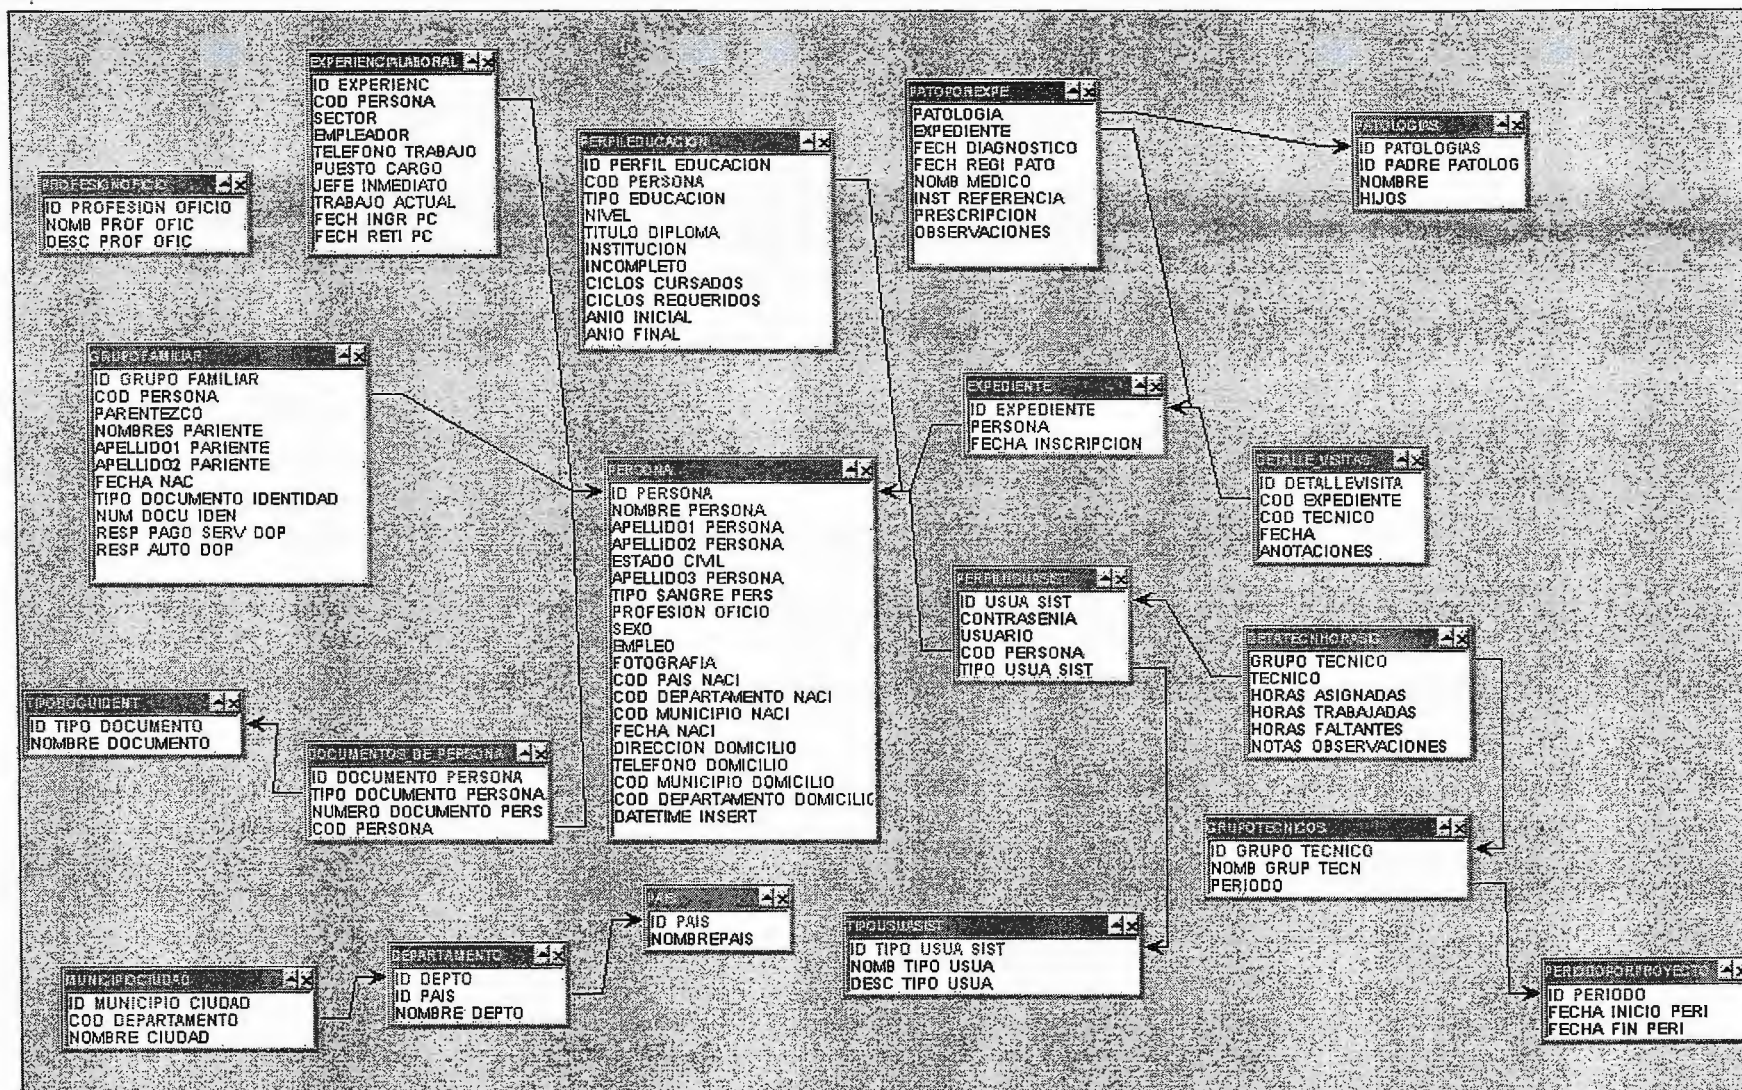 EXPERIENCIALABORAL
ID EXPERIENC
COD PERSONA
SECTOR
EMPLEADOR
TELEFONO TRABAJO
PUESTO CARGO
JEFE INMEDIATO
TRABAJO ACTUAL
FECH INGR PC
FECH RETI PC
PERFILEDUCACION
ID PERFIL EDUCACION
COD PERSONA
TIPO EDUCACION
NIVEL
TITULO DIPLOMA
INSTITUCION
INCOMPLETO
CICLOS CURSADOS
CICLOS REQUERIDOS
ANIO INICIAL
ANIO FINAL
PATOPOREXPE
PATOLOGIA
EXPEDIENTE
FECH DIAGNOSTICO
FECH REGI PATO
NOMB MEDICO
INST REFERENCIA
PRESCRIPCION
OBSERVACIONES
PATOLOGIAS
ID PATOLOGIAS
ID PADRE PATOLOG
NOMBRE
HIJOS
PROFESIONOFICIO
ID PROFESION OFICIO
NOMB PROF OFIC
DESC PROF OFIC
GRUPOFAMILIAR
ID GRUPO FAMILIAR
COD PERSONA
PARENTEZCO
NOMBRES PARIENTE
APELLIDO1 PARIENTE
APELLIDO2 PARIENTE
FECHA NAC
TIPO DOCUMENTO IDENTIDAD
NUM DOCU IDEN
RESP PAGO SERV DOP
RESP AUTO DOP
EXPEDIENTE
ID EXPEDIENTE
PERSONA
FECHA INSCRIPCION
PERSONA
ID PERSONA
NOMBRE PERSONA
APELLIDO1 PERSONA
APELLIDO2 PERSONA
ESTADO CIVIL
APELLIDO3 PERSONA
TIPO SANGRE PERS
PROFESION OFICIO
SEXO
EMPLEO
FOTOGRAFIA
COD PAIS NACI
COD DEPARTAMENTO NACI
COD MUNICIPIO NACI
FECHA NACI
DIRECCION DOMICILIO
TELEFONO DOMICILIO
COD MUNICIPIO DOMICILIO
COD DEPARTAMENTO DOMICILIO
DATETIME INSERT
DETALLE VISITAS
ID DETALLEVISITA
COD EXPEDIENTE
COD TECNICO
FECHA
ANOTACIONES
PERFILUSUASIST
ID USUA SIST
CONTRASENIA
USUARIO
COD PERSONA
TIPO USUA SIST
GRUPO TECNICO
TECNICO
HORAS ASIGNADAS
HORAS TRABAJADAS
HORAS FALTANTES
NOTAS OBSERVACIONES
TIPODOCUIDENT
ID TIPO DOCUMENTO
NOMBRE DOCUMENTO
DOCUMENTOS DE PERSONA
ID DOCUMENTO PERSONA
TIPO DOCUMENTO PERSONA
NUMERO DOCUMENTO PERS
COD PERSONA
GRUPOTECNICOS
ID GRUPO TECNICO
NOMB GRUP TECN
PERIODO
PAIS
ID PAIS
NOMBREPAIS
TIPOUSUASIST
ID TIPO USUA SIST
NOMB TIPO USUA
DESC TIPO USUA
DEPARTAMENTO
ID DEPTO
ID PAIS
NOMBRE DEPTO
MUNICIPIOCIUDAD
ID MUNICIPIO CIUDAD
COD DEPARTAMENTO
NOMBRE CIUDAD
PERIODOPORPROYECTO
ID PERIODO
FECHA INICIO PERI
FECHA FIN PERI